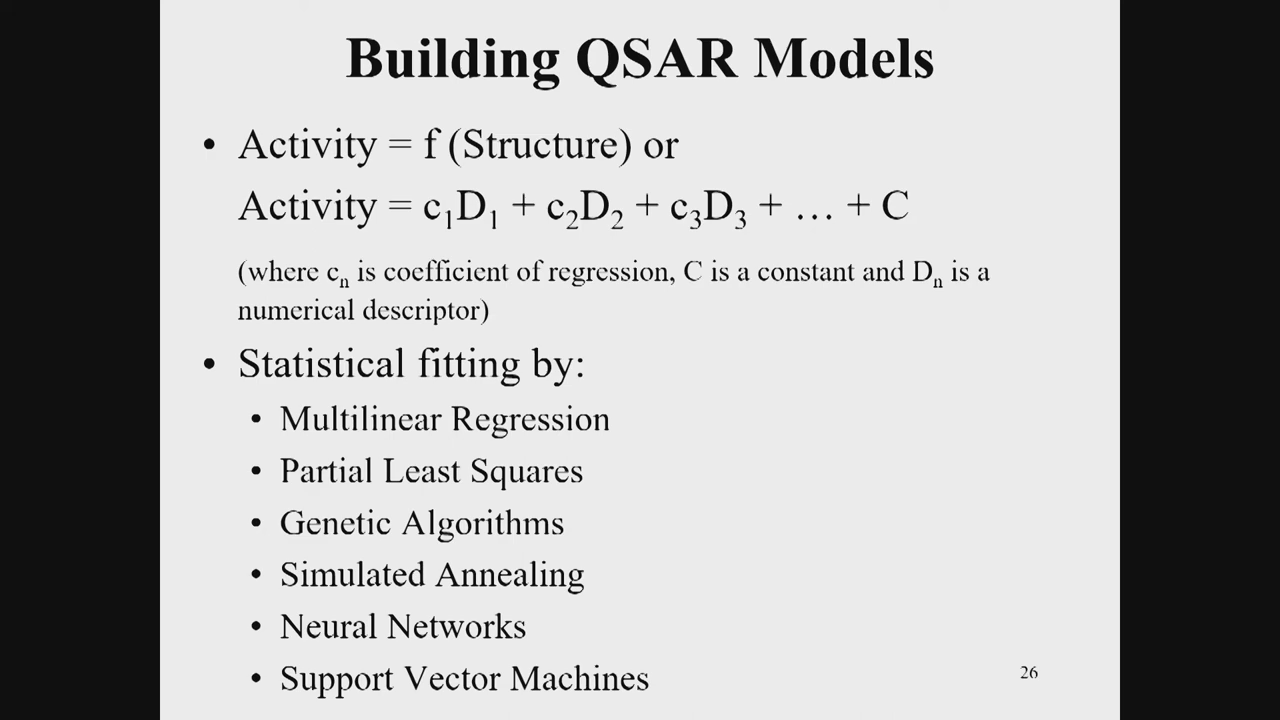 Building QSAR Models
• Activity = f (Structure) or
Activity = c₁D₁ + c₂D₂ + c₃D₃ + … + C
(where cₙ is coefficient of regression, C is a constant and Dₙ is a
numerical descriptor)
• Statistical fitting by:
• Multilinear Regression
• Partial Least Squares
• Genetic Algorithms
• Simulated Annealing
• Neural Networks
• Support Vector Machines
26